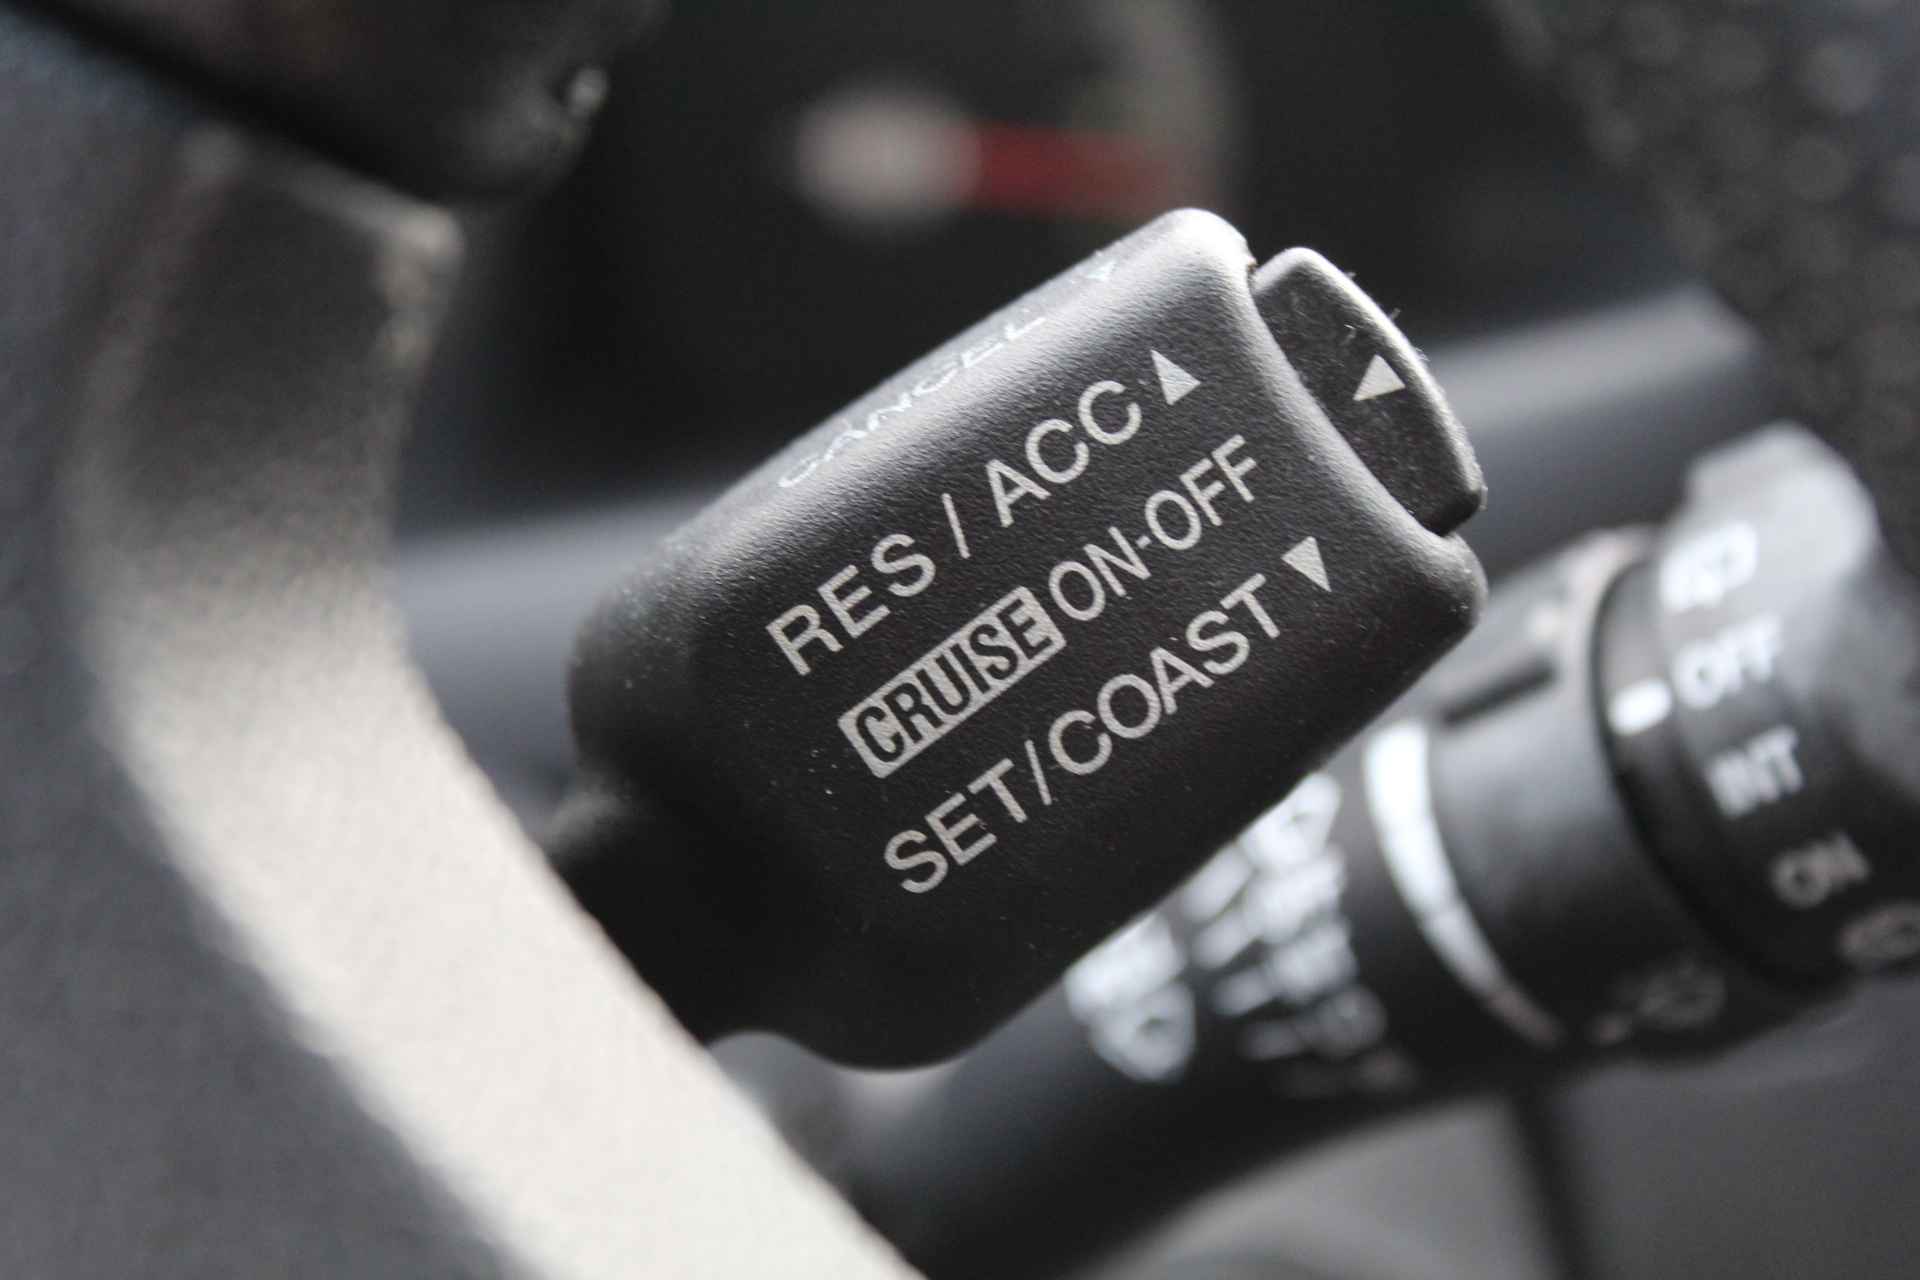 CANCEL
RES / ACC ▲
CRUISE ON-OFF
SET/COAST ▼
◀
OFF
INT
ON